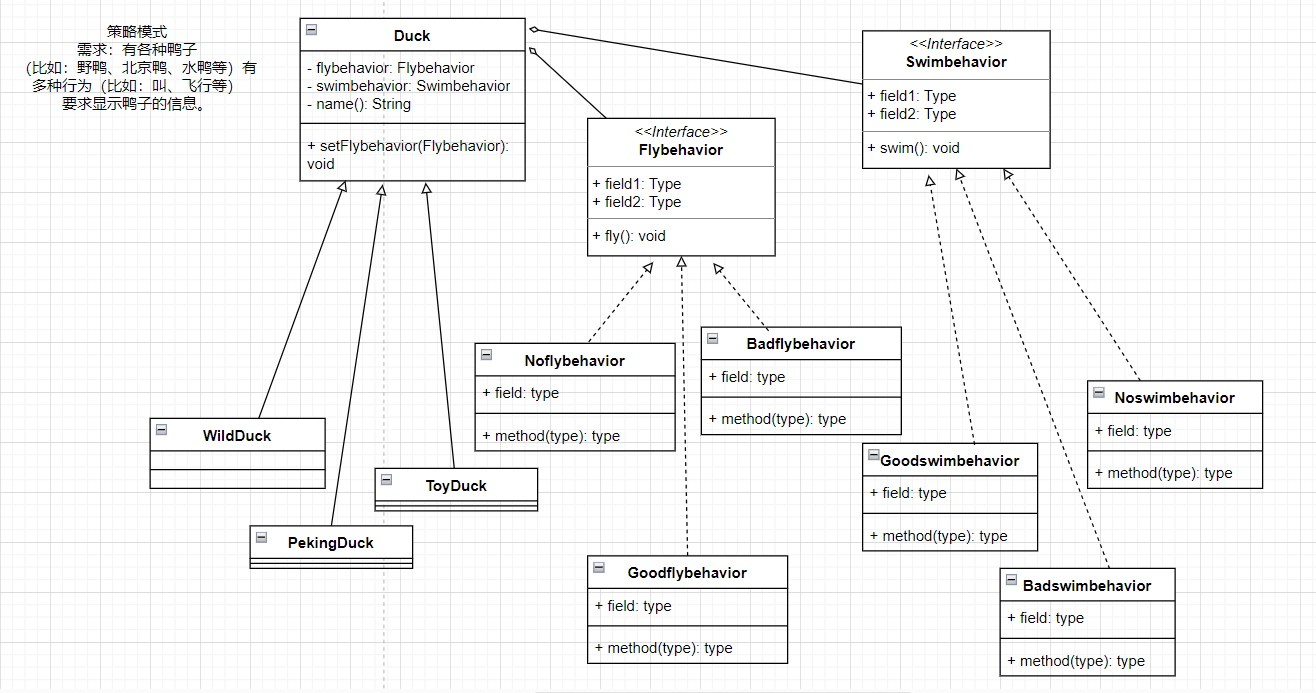 策略模式
需求：有各种鸭子
（比如：野鸭、北京鸭、水鸭等）有
多种行为（比如：叫、飞行等）
要求显示鸭子的信息。
Duck
- flybehavior: Flybehavior
- swimbehavior: Swimbehavior
- name(): String
+ setFlybehavior(Flybehavior):
void
<<Interface>>
Flybehavior
+ field1: Type
+ field2: Type
+ fly(): void
<<Interface>>
Swimbehavior
+ field1: Type
+ field2: Type
+ swim(): void
Noflybehavior
+ field: type
+ method(type): type
Badflybehavior
+ field: type
+ method(type): type
Noswimbehavior
+ field: type
+ method(type): type
WildDuck
Goodswimbehavior
+ field: type
+ method(type): type
ToyDuck
PekingDuck
Goodflybehavior
+ field: type
+ method(type): type
Badswimbehavior
+ field: type
+ method(type): type